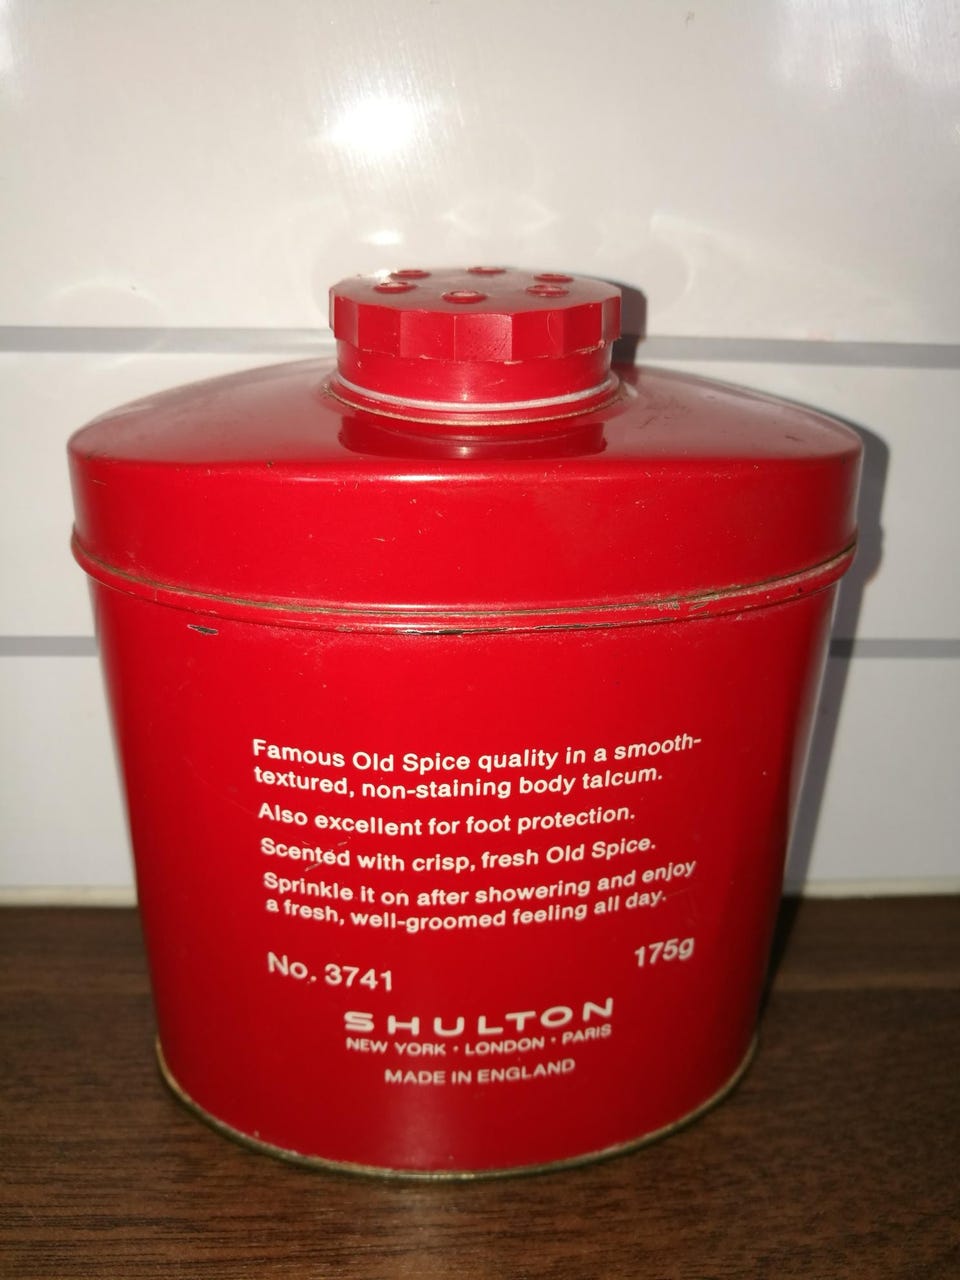 Famous Old Spice quality in a smooth-
textured, non-staining body talcum.
Also excellent for foot protection.
Scented with crisp, fresh Old Spice.
Sprinkle it on after showering and enjoy
a fresh, well-groomed feeling all day.
No. 3741 175g
SHULTON
NEW YORK · LONDON · PARIS
MADE IN ENGLAND